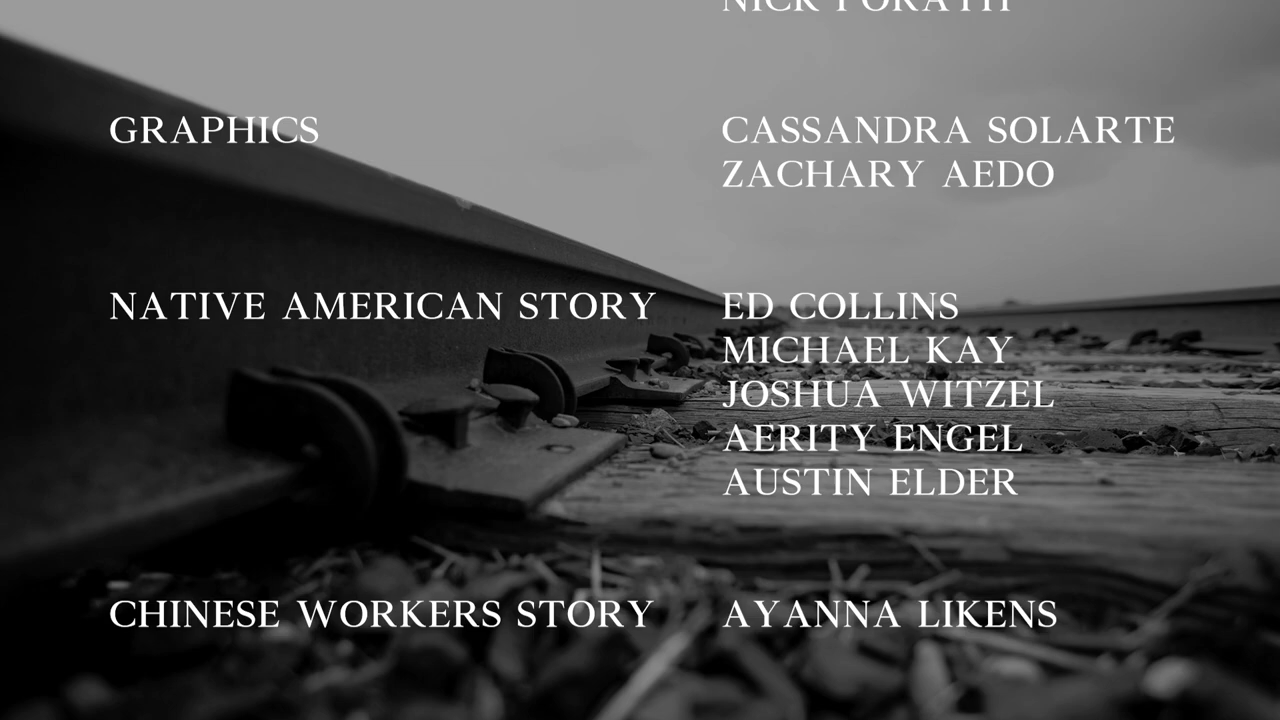 GRAPHICS CASSANDRA SOLARTE
ZACHARY AEDO
NATIVE AMERICAN STORY ED COLLINS
MICHAEL KAY
JOSHUA WITZEL
AERITY ENGEL
AUSTIN ELDER
CHINESE WORKERS STORY AYANNA LIKENS